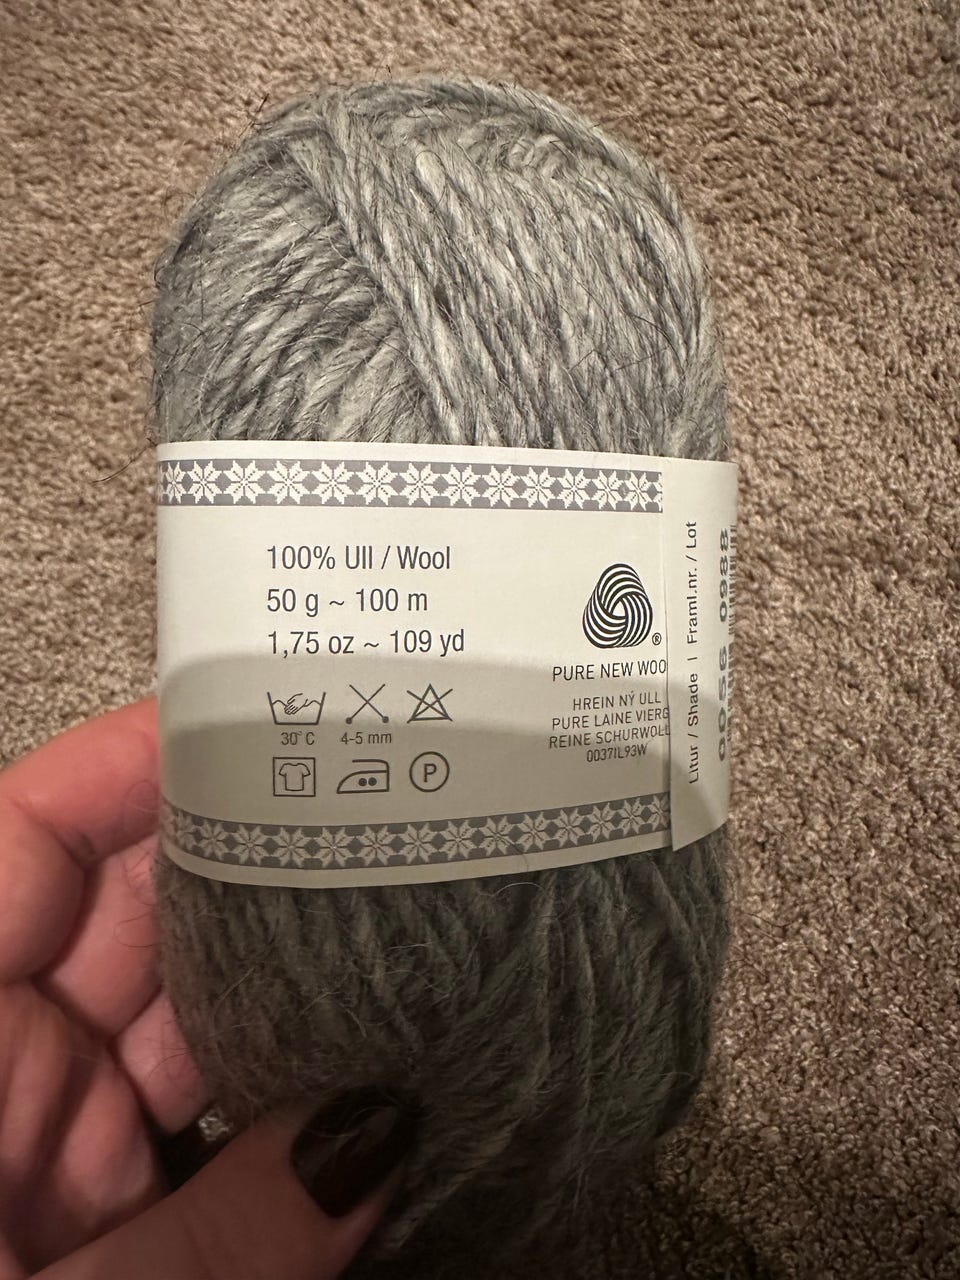 100% Ull / Wool
50 g ~ 100 m
1,75 oz ~ 109 yd
30°C
4-5 mm
P
®
PURE NEW WOO
HREIN NÝ ULL
PURE LAINE VIERG
REINE SCHURWOLL
0037IL93W
Litur / Shade | Framl.nr. / Lot
0056 0988